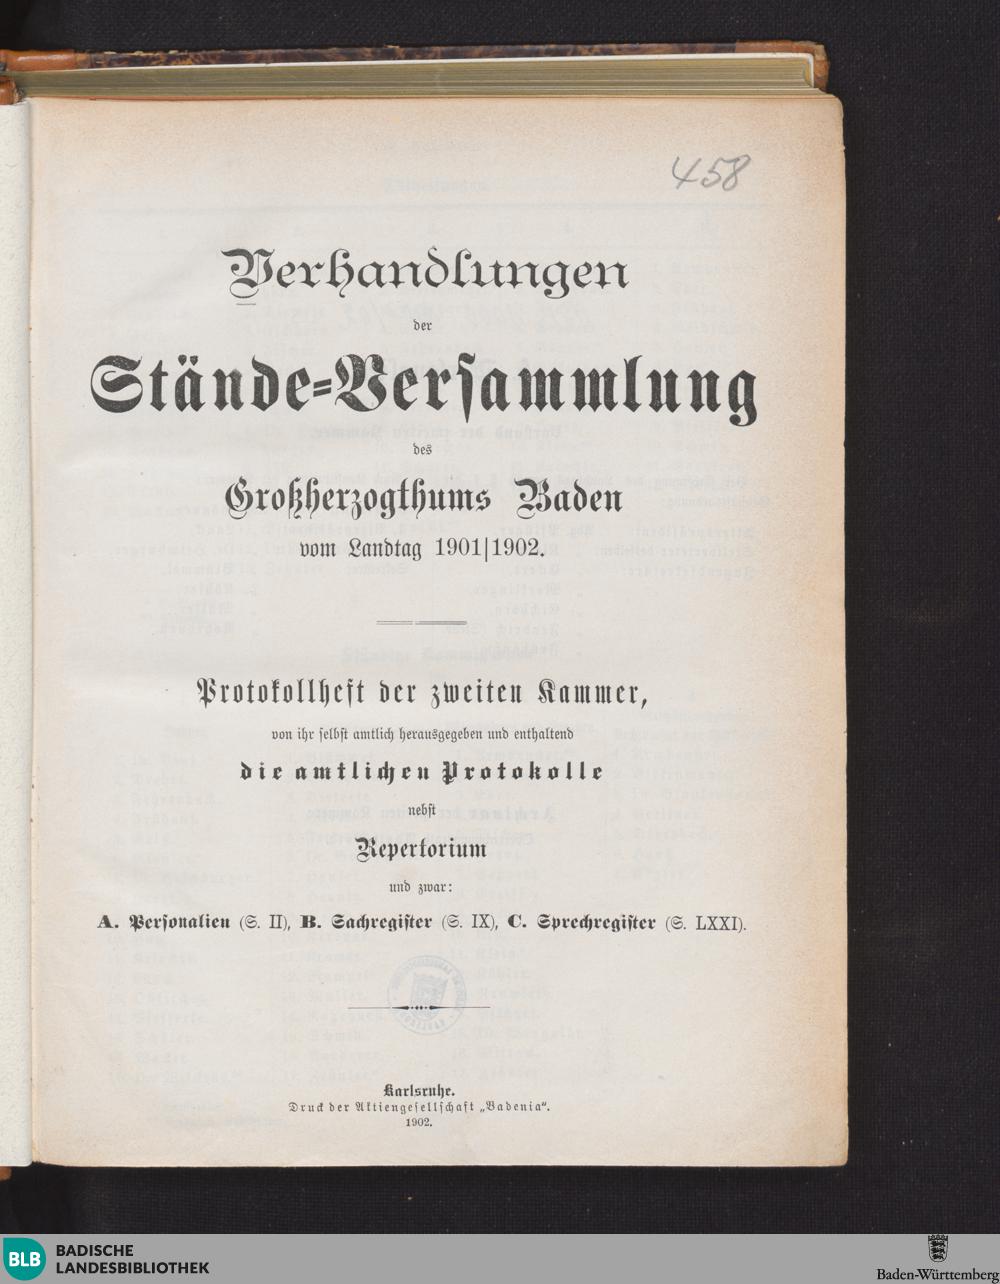 458
Verhandlungen
der
Stände=Versammlung
des
Großherzogthums Baden
vom Landtag 1901|1902.
Protokollheft der zweiten Kammer,
von ihr selbst amtlich herausgegeben und enthaltend
die amtlichen Protokolle
nebst
Repertorium
und zwar:
A. Personalien (S. II), B. Sachregister (S. IX), C. Sprechregister (S. LXXI).
Karlsruhe.
Druck der Aktiengesellschaft „Badenia“.
1902.
BLB BADISCHE
LANDESBIBLIOTHEK
Baden-Württemberg